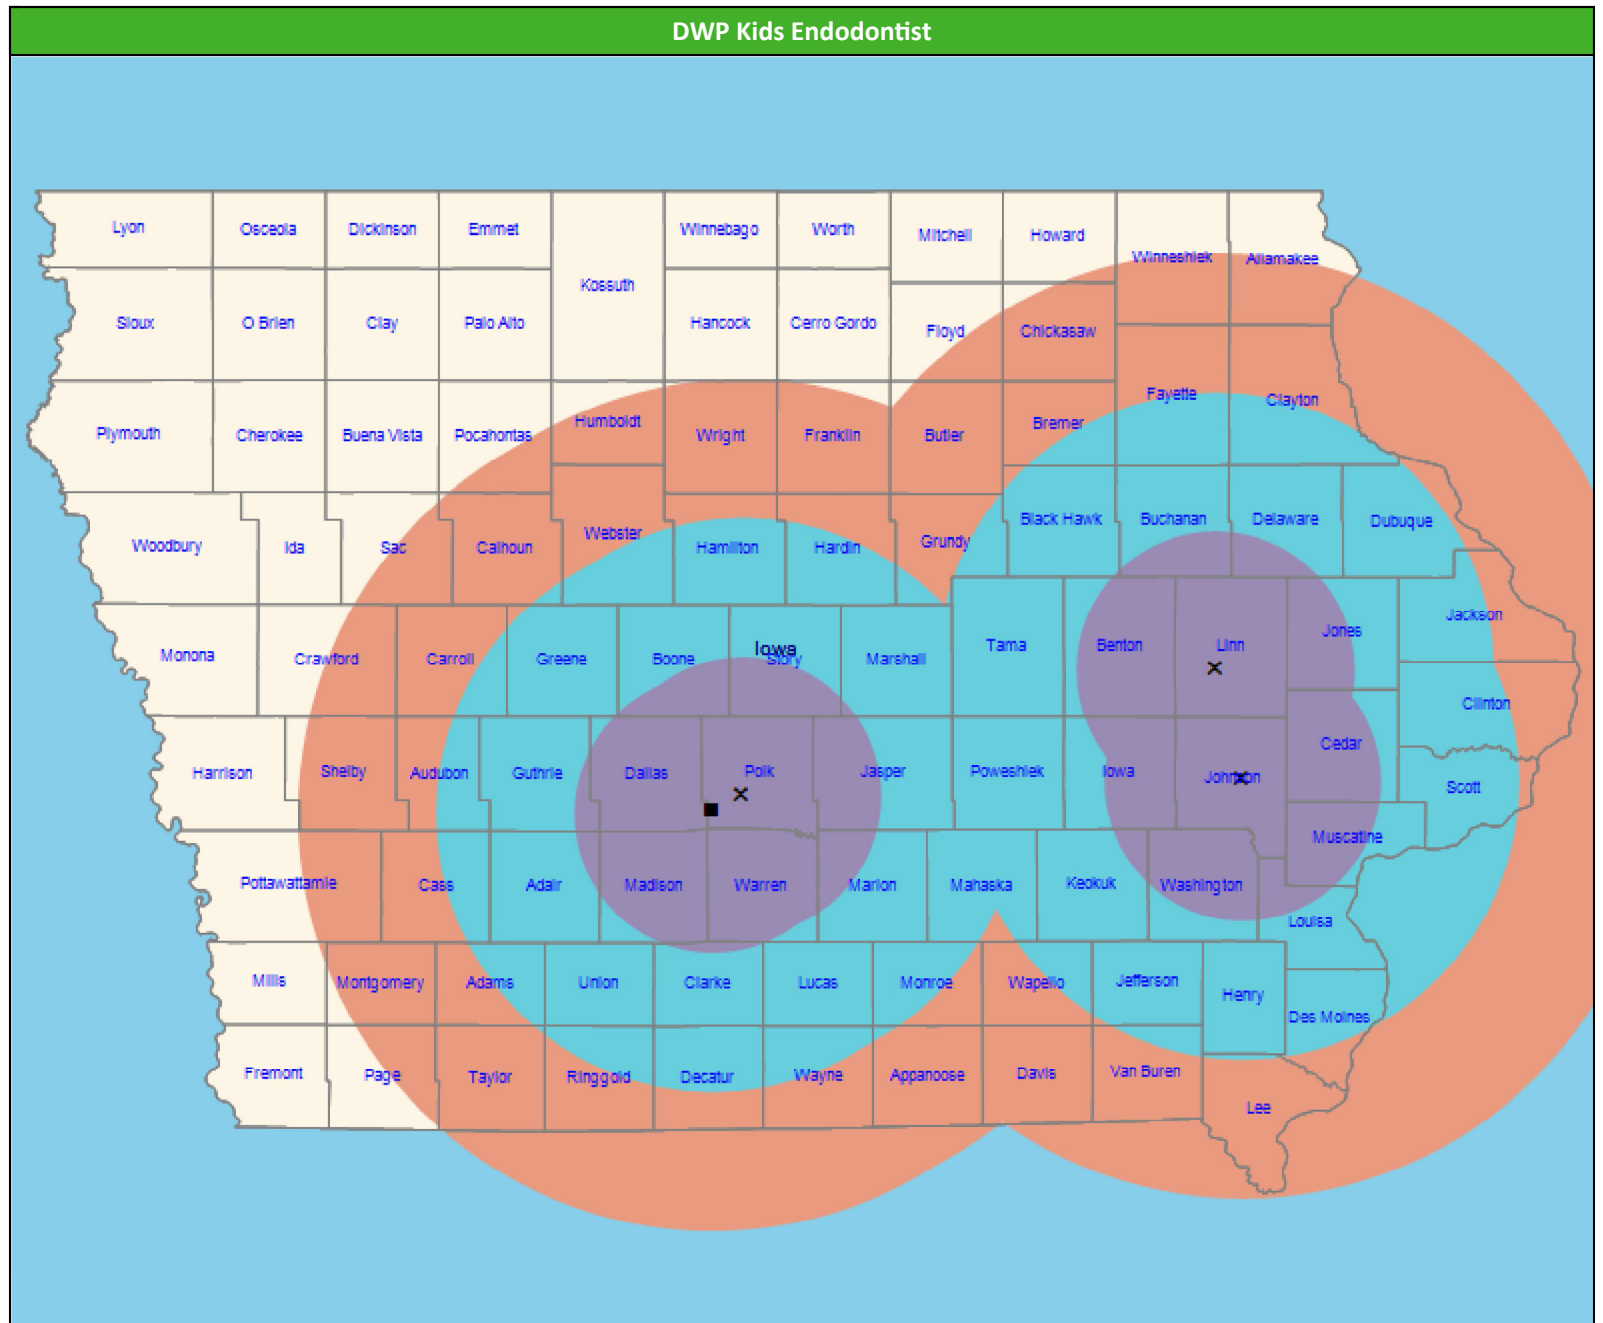 DWP Kids Endodontist
Lyon Osceola Dickinson Emmet Winnebago Worth Mitchell Howard
Winneshiek Allamakee
Kossuth
Sioux O Brien Clay Palo Alto Hancock Cerro Gordo Floyd Chickasaw
Fayette Clayton
Plymouth Cherokee Buena Vista Pocahontas Humboldt Wright Franklin Butler Bremer
Woodbury Ida Sac Calhoun Webster Hamilton Hardin Grundy Black Hawk Buchanan Delaware Dubuque
Monona Crawford Carroll Greene Boone Story Marshall Tama Benton Linn Jones Jackson
Iowa
Clinton
Harrison Shelby Audubon Guthrie Dallas Polk Jasper Poweshiek Iowa Johnson Cedar Scott
Muscatine
Pottawattamie Cass Adair Madison Warren Marion Mahaska Keokuk Washington
Louisa
Mills Montgomery Adams Union Clarke Lucas Monroe Wapello Jefferson Henry
Des Moines
Fremont Page Taylor Ringgold Decatur Wayne Appanoose Davis Van Buren
Lee